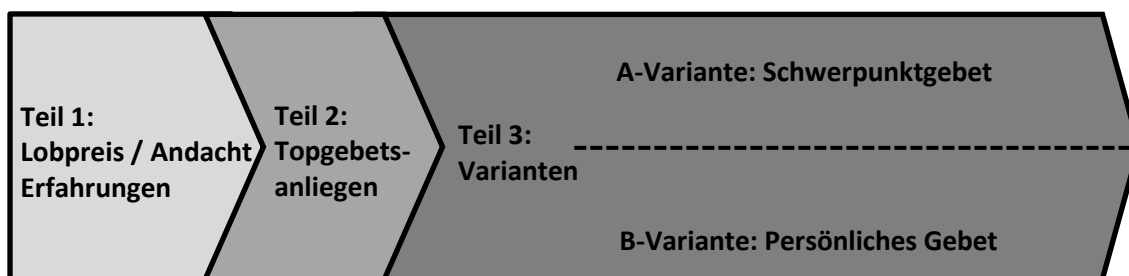 Teil 1:
Lobpreis / Andacht
Erfahrungen
Teil 2:
Topgebets-
anliegen
Teil 3:
Varianten
A-Variante: Schwerpunktgebet
B-Variante: Persönliches Gebet